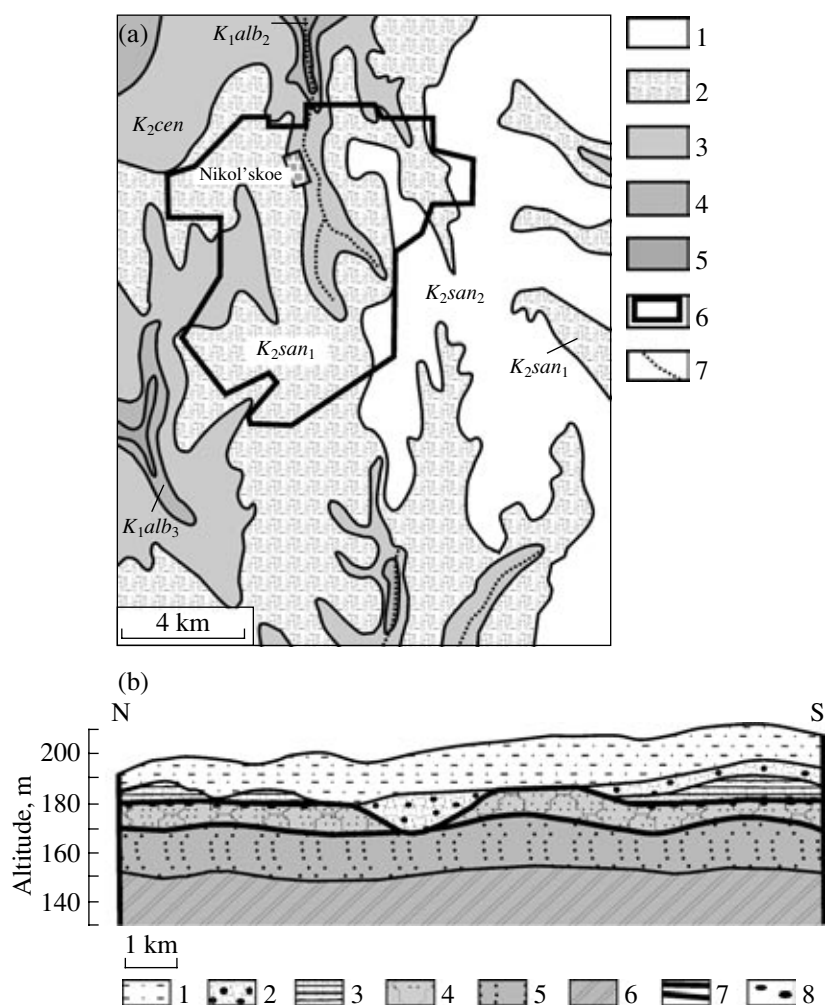 (a)
K₁alb₂
K₂cen
Nikol'skoe
K₂san₂
K₂san₁
K₂san₁
K₁alb₃
4 km
1
2
3
4
5
6
7
(b)
N
S
Altitude, m
200
180
160
140
1 km
1 2 3 4 5 6 7 8